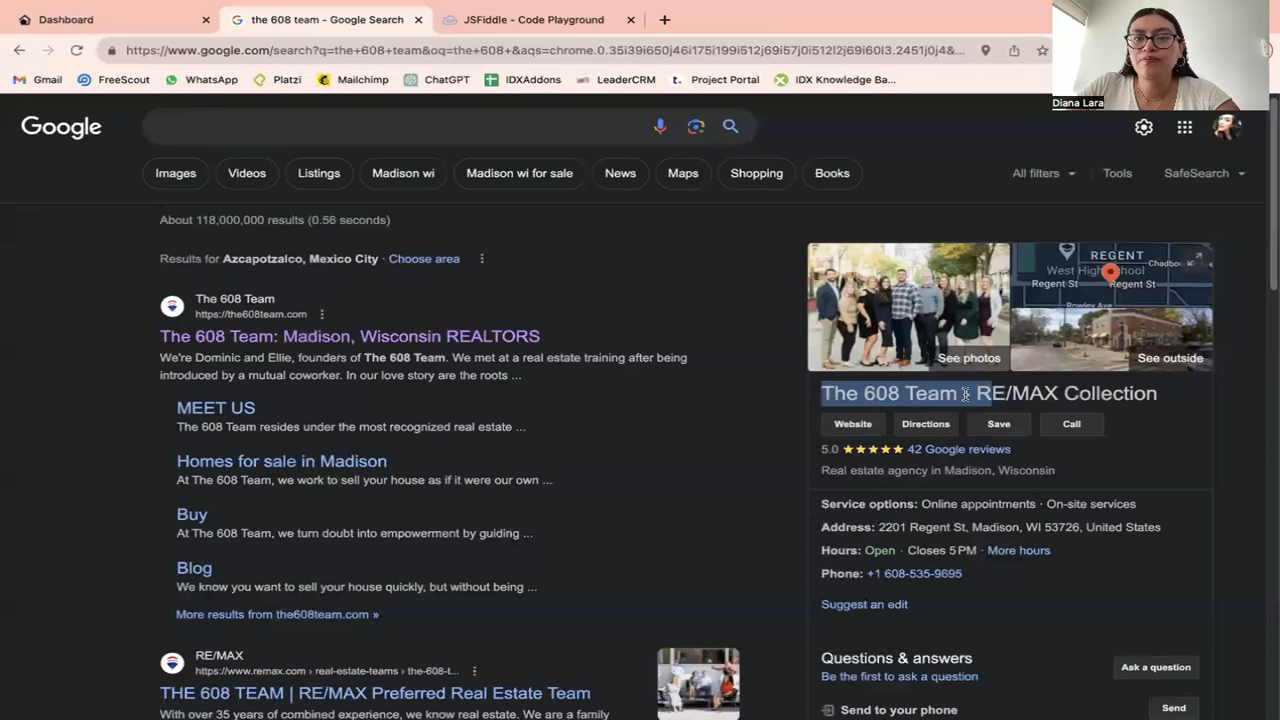 Dashboard
the 608 team - Google Search
JSFiddle - Code Playground
https://www.google.com/search?q=the+608+team&oq=the+608+&aqs=chrome.0.35i39i650j46i175i199i512j69i57j0i512l2j69i60l3.2451j0j4&...
Gmail
FreeScout
WhatsApp
Platzi
Mailchimp
ChatGPT
IDXAddons
LeaderCRM
Project Portal
IDX Knowledge Ba...
Diana Lara
Google
Images
Videos
Listings
Madison wi
Madison wi for sale
News
Maps
Shopping
Books
All filters
Tools
SafeSearch
About 118,000,000 results (0.56 seconds)
Results for Azcapotzalco, Mexico City · Choose area
The 608 Team
https://the608team.com
The 608 Team: Madison, Wisconsin REALTORS
We're Dominic and Ellie, founders of The 608 Team. We met at a real estate training after being
introduced by a mutual coworker. In our love story are the roots ...
MEET US
The 608 Team resides under the most recognized real estate ...
Homes for sale in Madison
At The 608 Team, we work to sell your house as if it were our own ...
Buy
At The 608 Team, we turn doubt into empowerment by guiding ...
Blog
We know you want to sell your house quickly, but without being ...
More results from the608team.com »
RE/MAX
https://www.remax.com › real-estate-teams › the-608-t...
THE 608 TEAM | RE/MAX Preferred Real Estate Team
With over 35 years of combined experience, we know real estate. We are a family
REGENT
West High School
Regent St
Regent St
Rowley Ave
See photos
See outside
The 608 Team RE/MAX Collection
Website
Directions
Save
Call
5.0
42 Google reviews
Real estate agency in Madison, Wisconsin
Service options: Online appointments · On-site services
Address: 2201 Regent St, Madison, WI 53726, United States
Hours: Open · Closes 5 PM · More hours
Phone: +1 608-535-9695
Suggest an edit
Questions & answers
Be the first to ask a question
Ask a question
Send to your phone
Send